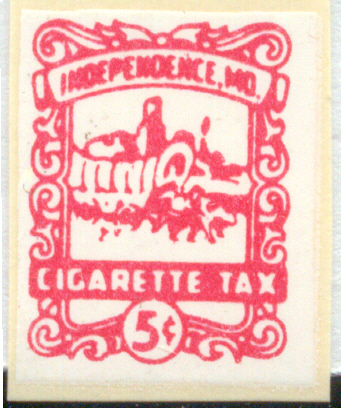 INDEPENDENCE, MO.
CIGARETTE TAX
5¢